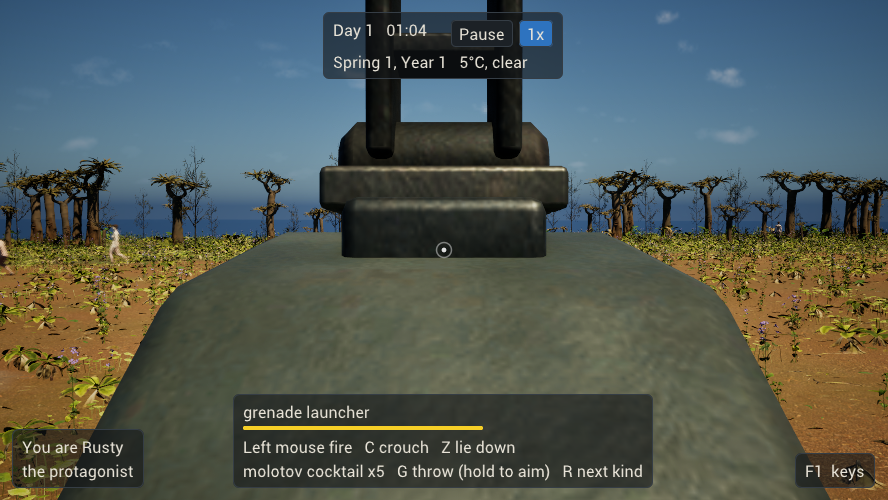 Day 1 01:04 Pause 1x
Spring 1, Year 1 5°C, clear
grenade launcher
Left mouse fire C crouch Z lie down
molotov cocktail x5 G throw (hold to aim) R next kind
You are Rusty
the protagonist
F1 keys